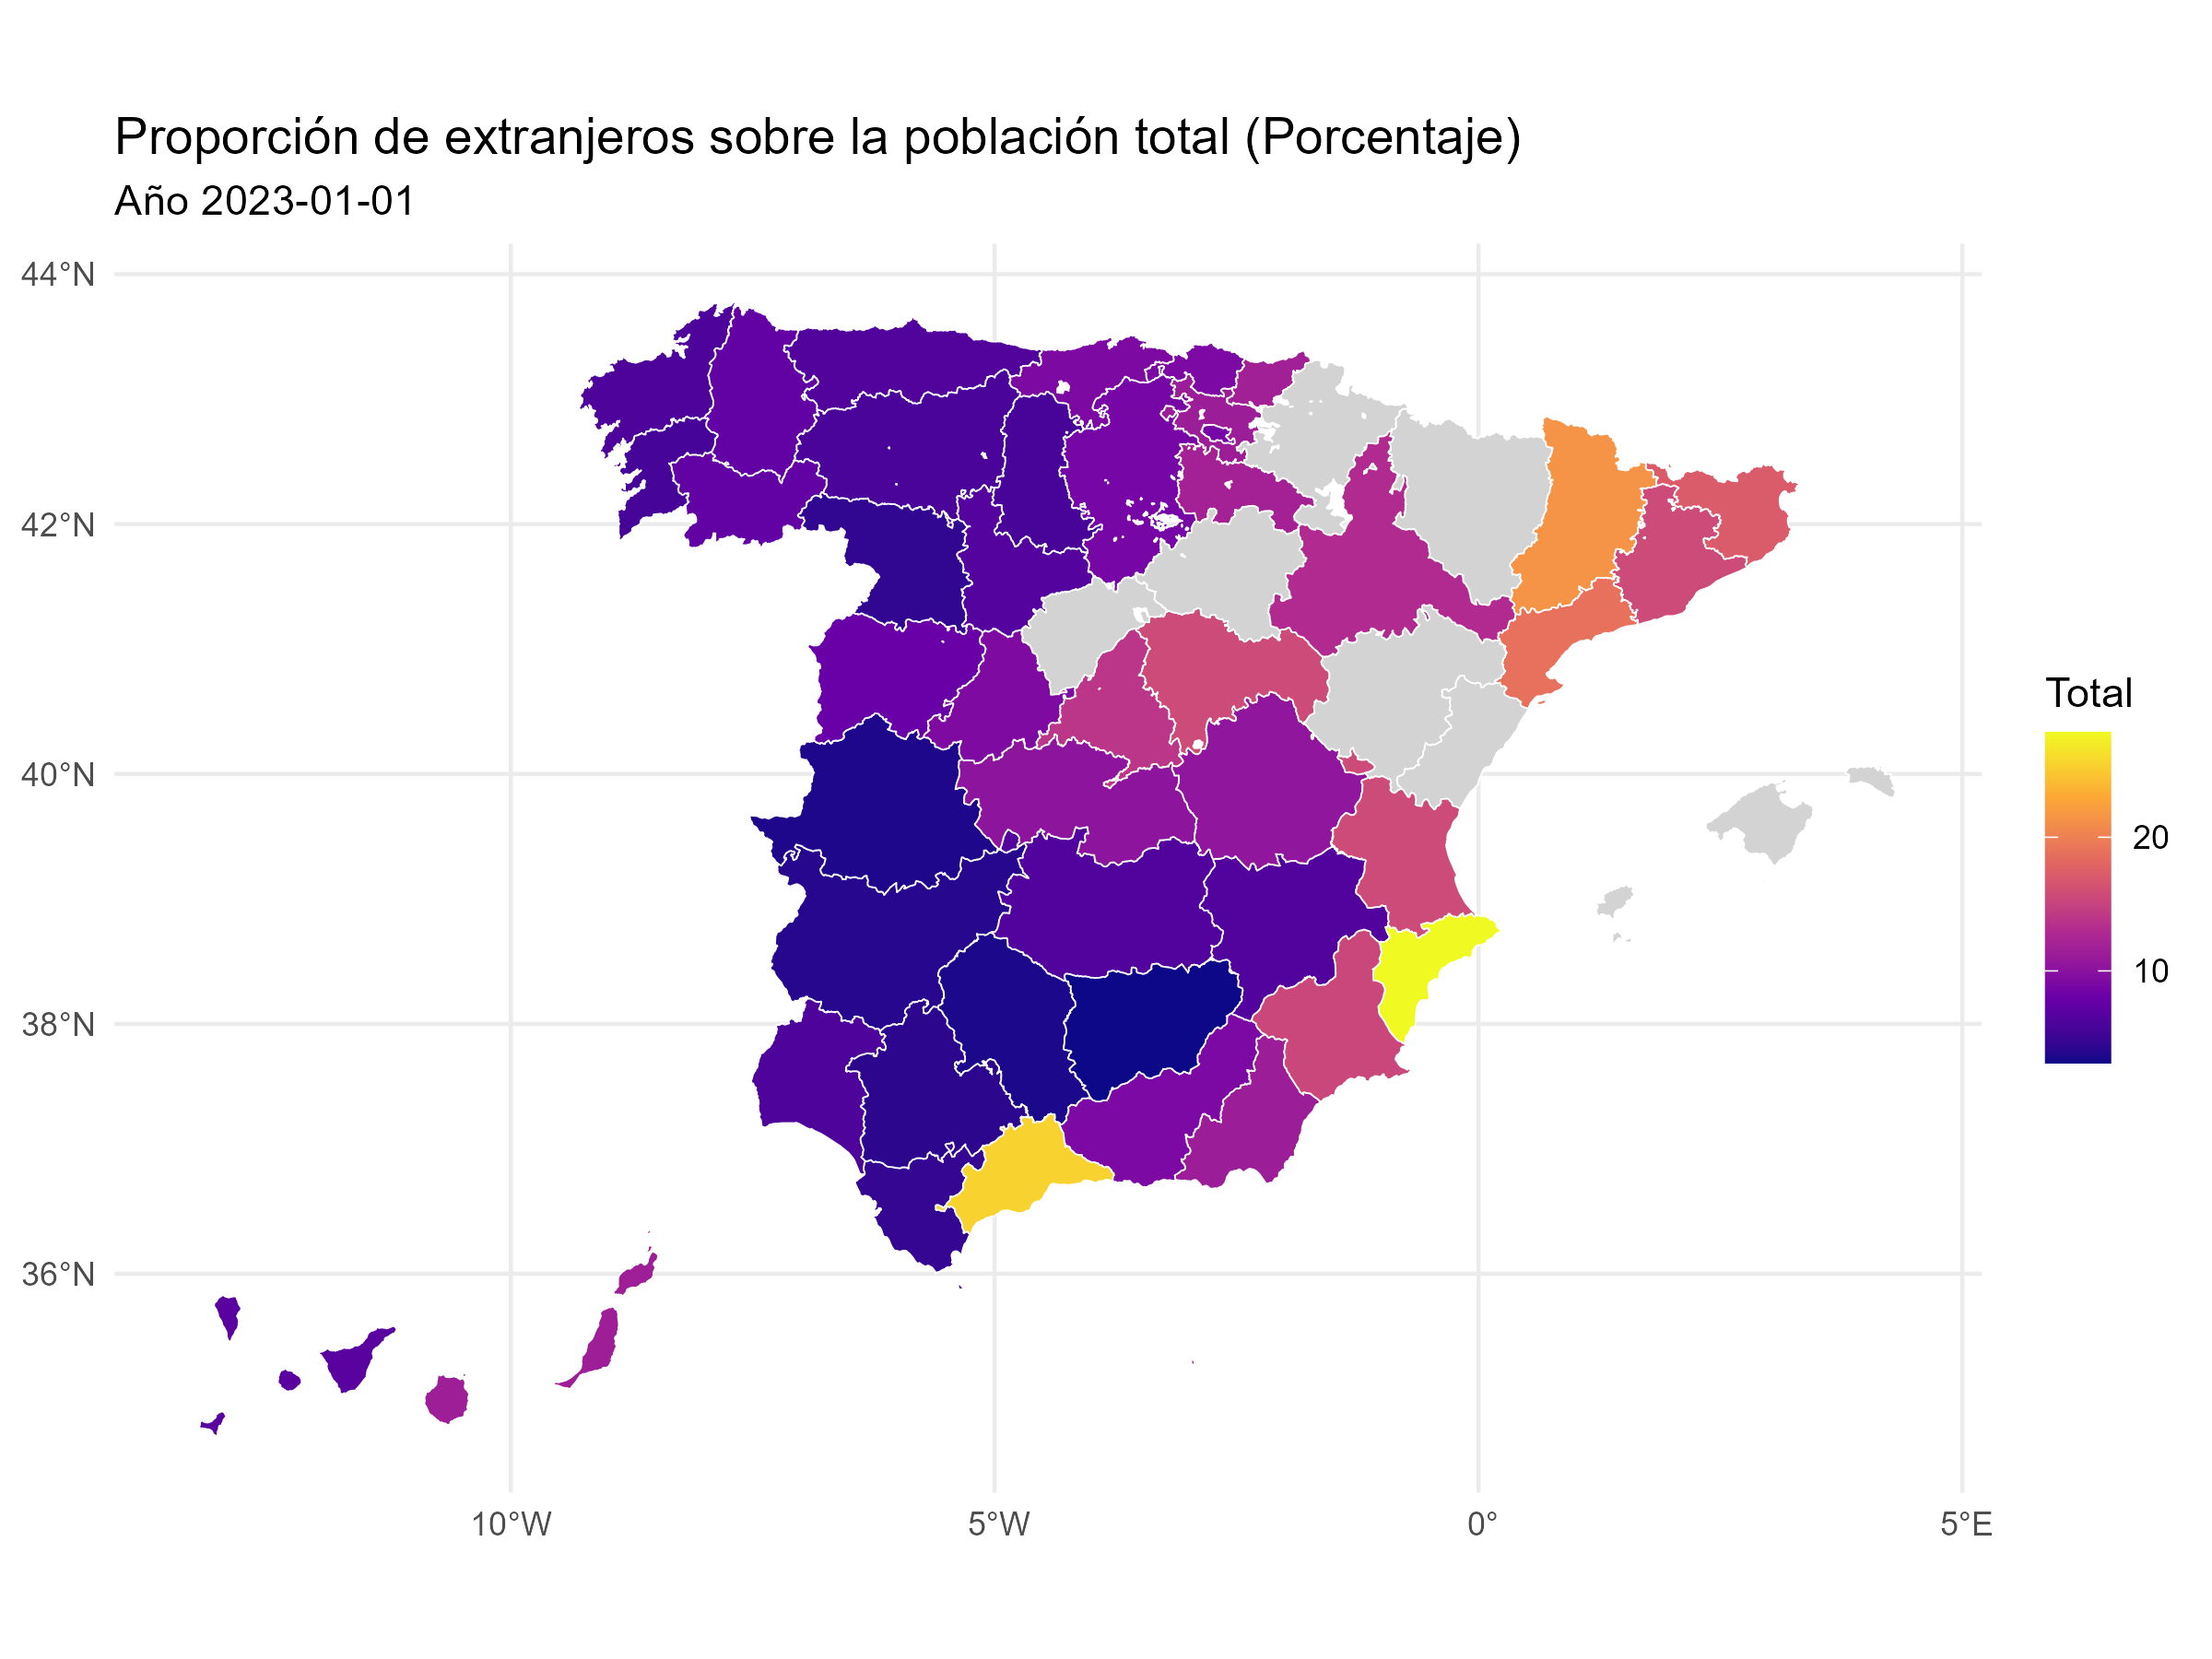 Proporción de extranjeros sobre la población total (Porcentaje)
Año 2023-01-01
44°N
42°N
40°N
38°N
36°N
10°W
5°W
0°
5°E
Total
20
10